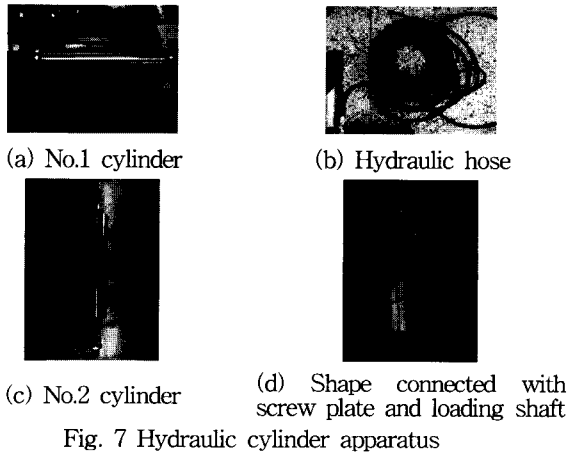 (a) No.1 cylinder
(b) Hydraulic hose
(c) No.2 cylinder
(d) Shape connected with
screw plate and loading shaft
Fig. 7 Hydraulic cylinder apparatus